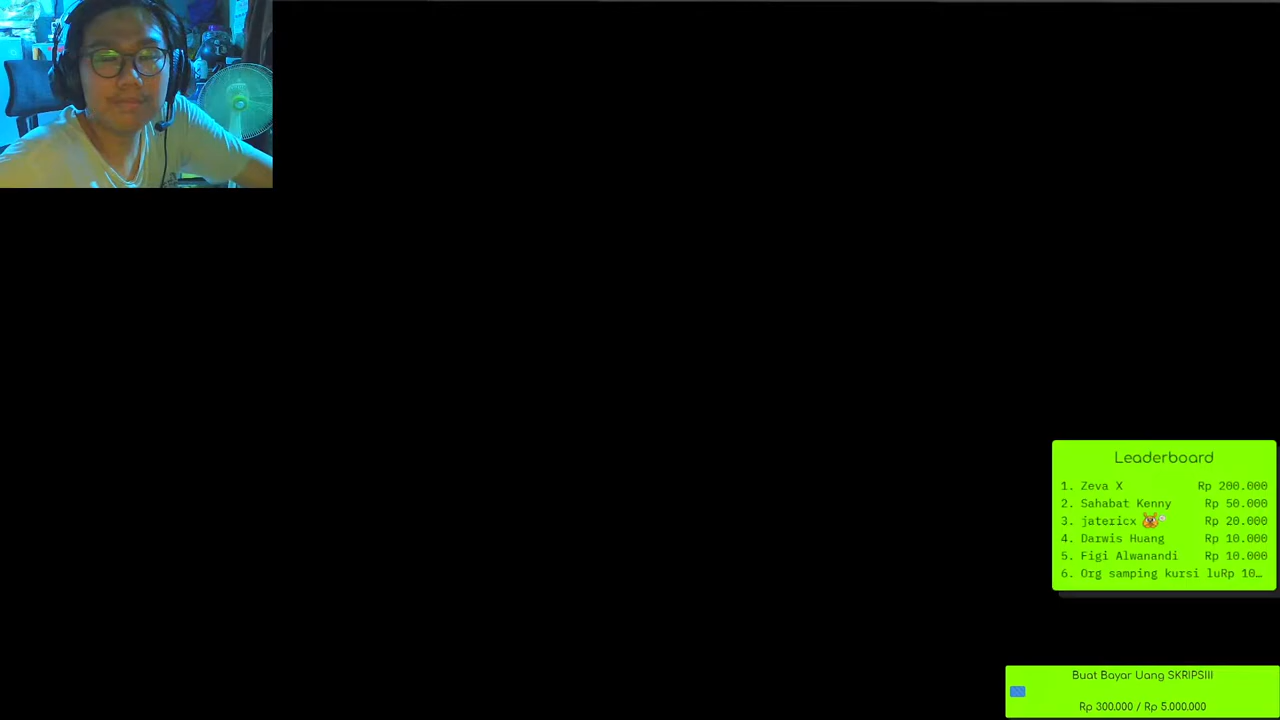 Leaderboard
1. Zeva X Rp 200.000
2. Sahabat Kenny Rp 50.000
3. jatericx Rp 20.000
4. Darwis Huang Rp 10.000
5. Figi Alwanandi Rp 10.000
6. Org samping kursi luRp 10…
Buat Bayar Uang SKRIPSIII
Rp 300.000 / Rp 5.000.000